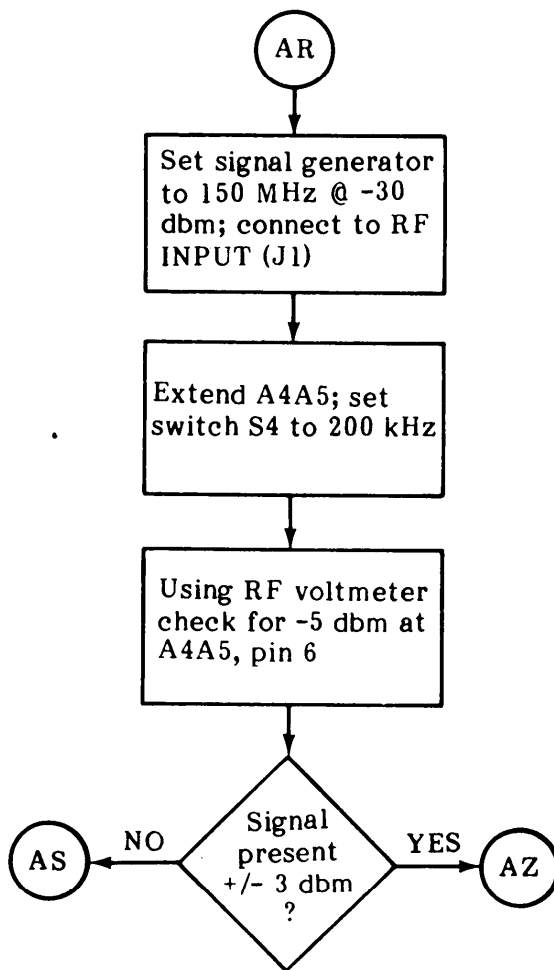 AR
Set signal generator
to 150 MHz @ -30
dbm; connect to RF
INPUT (J1)
Extend A4A5; set
switch S4 to 200 kHz
Using RF voltmeter
check for -5 dbm at
A4A5, pin 6
Signal
present
+/- 3 dbm
?
NO
YES
AS
AZ